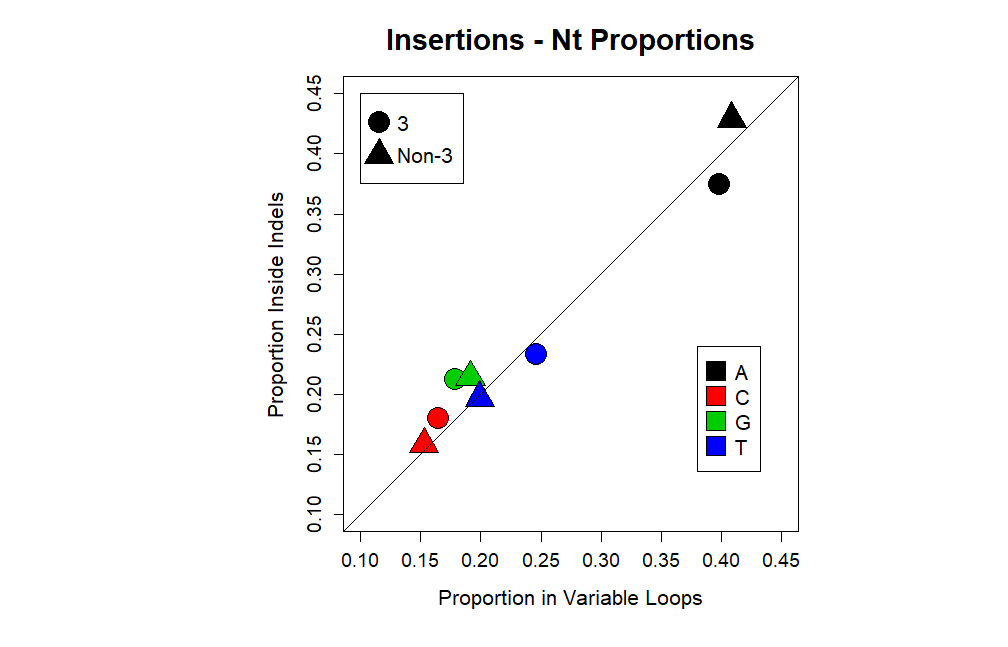 Insertions - Nt Proportions
3
Non-3
Proportion Inside Indels
0.45
0.40
0.35
0.30
0.25
0.20
0.15
0.10
A
C
G
T
0.10 0.15 0.20 0.25 0.30 0.35 0.40 0.45
Proportion in Variable Loops